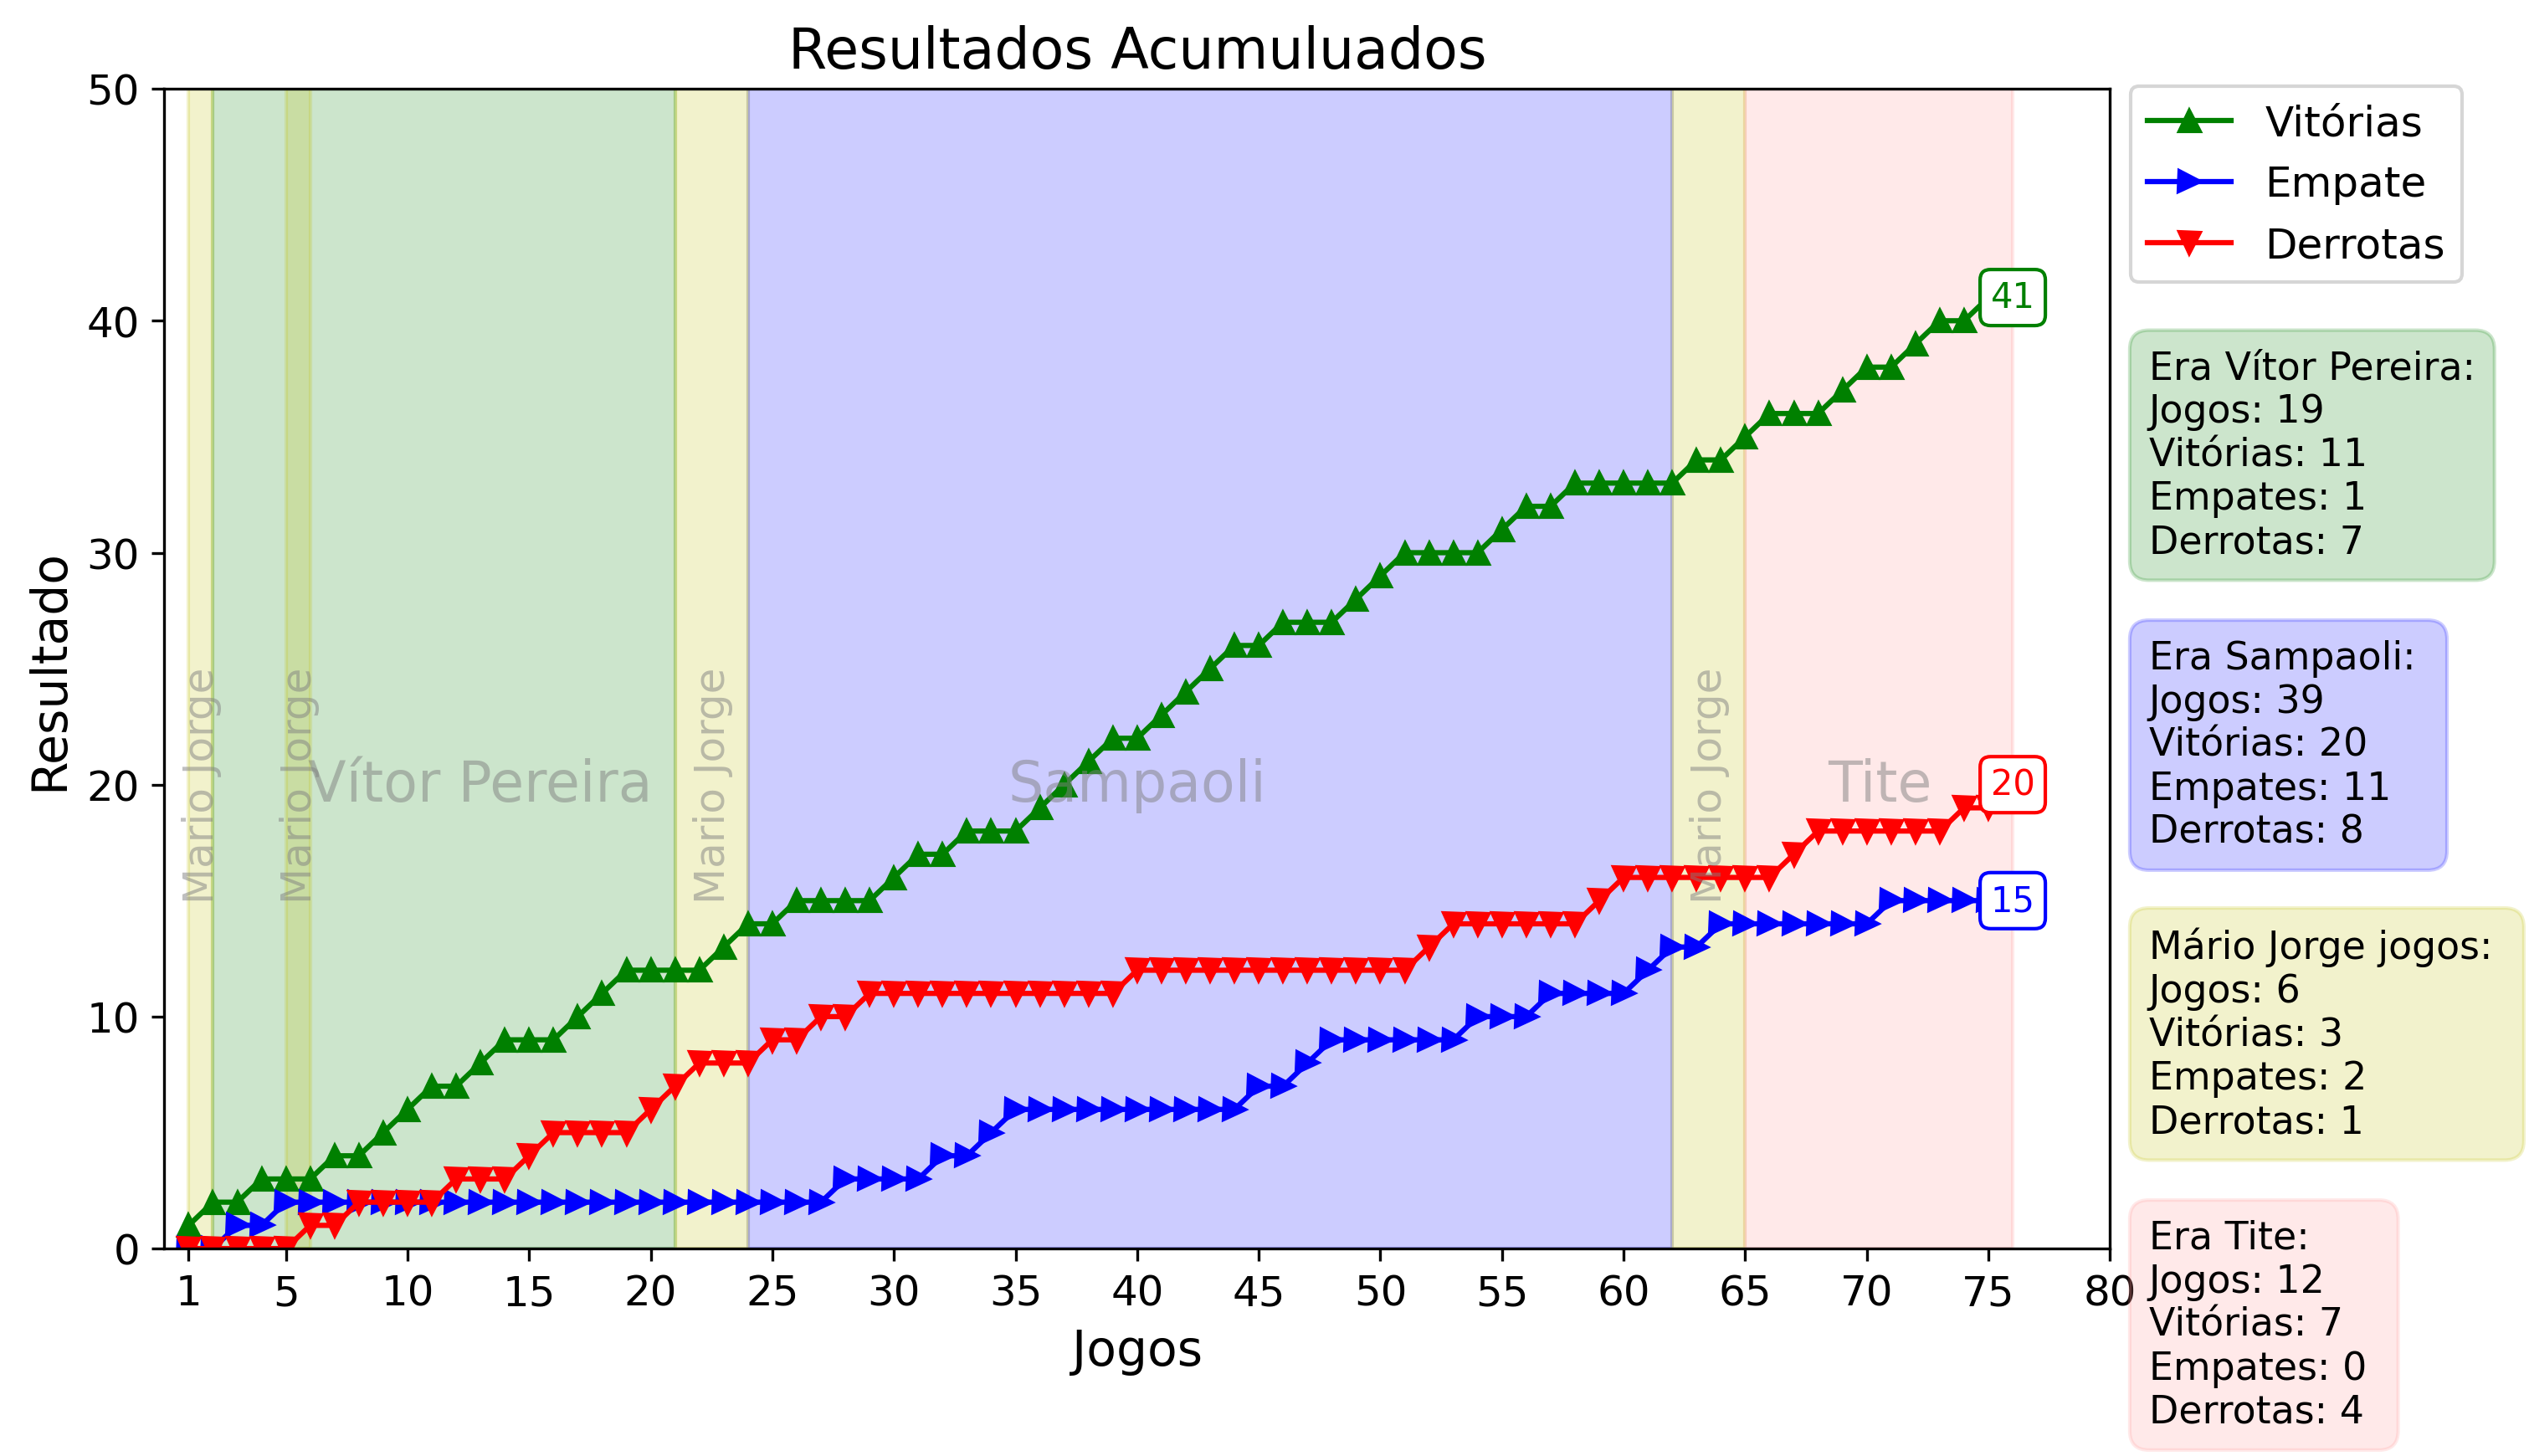 Resultados Acumuluados
Resultado
50
40
30
20
10
0
Mario Jorge
Mario Jorge
Vítor Pereira
Mario Jorge
Sampaoli
Mario Jorge
Tite
41
20
15
1 5 10 15 20 25 30 35 40 45 50 55 60 65 70 75 80
Jogos
Vitórias
Empate
Derrotas
Era Vítor Pereira:
Jogos: 19
Vitórias: 11
Empates: 1
Derrotas: 7
Era Sampaoli:
Jogos: 39
Vitórias: 20
Empates: 11
Derrotas: 8
Mário Jorge jogos:
Jogos: 6
Vitórias: 3
Empates: 2
Derrotas: 1
Era Tite:
Jogos: 12
Vitórias: 7
Empates: 0
Derrotas: 4